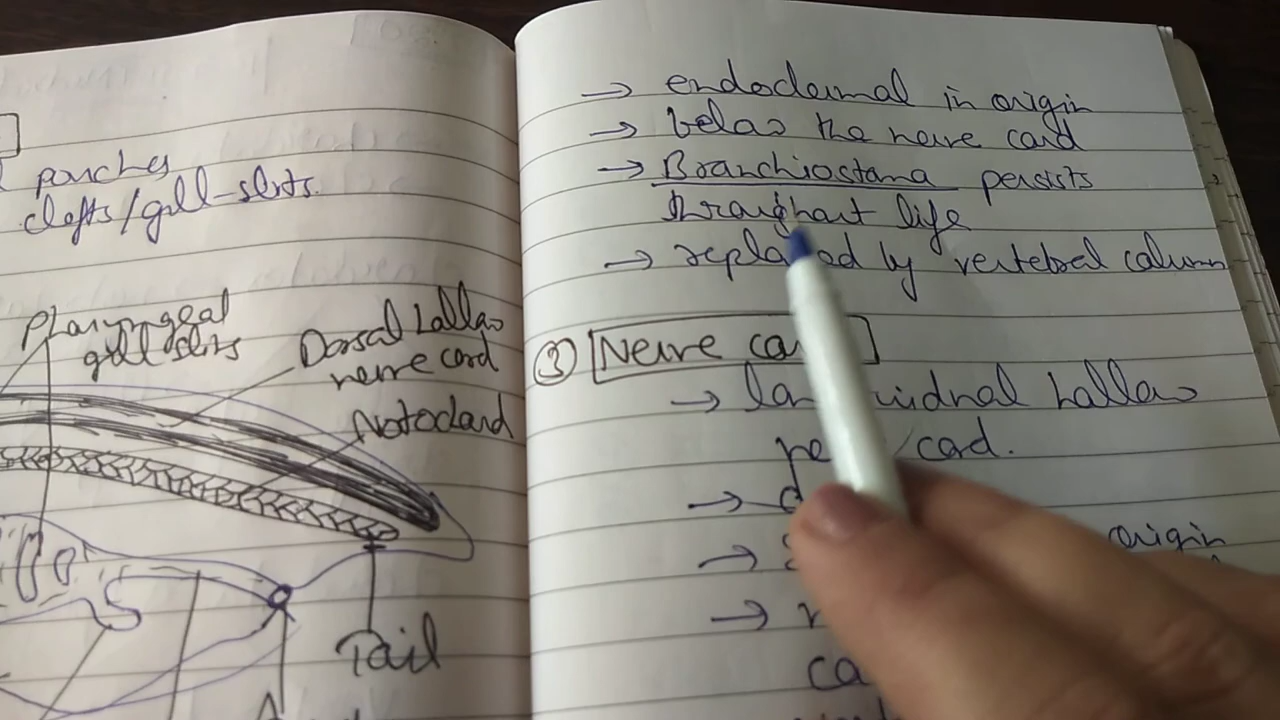 pouches
clefts/gill-slits.
Pharyngeal
gill slits
Dorsal hollow
nerve cord
Notochord
Tail
→ endodermal in origin
→ below the nerve cord
→ Branchiostoma persists
throughout life
→ replaced by vertebral column
③ Nerve
→ hollow
/cord.
→
→ origin
→